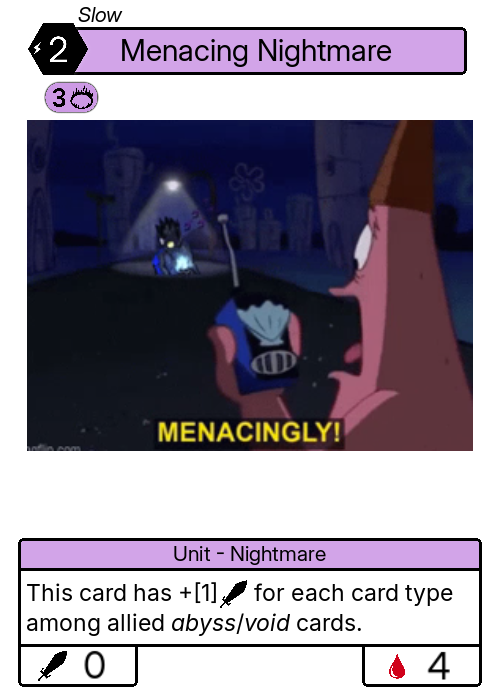 Slow
2
Menacing Nightmare
3
MENACINGLY!
Unit - Nightmare
This card has +[1] for each card type
among allied abyss/void cards.
0
4